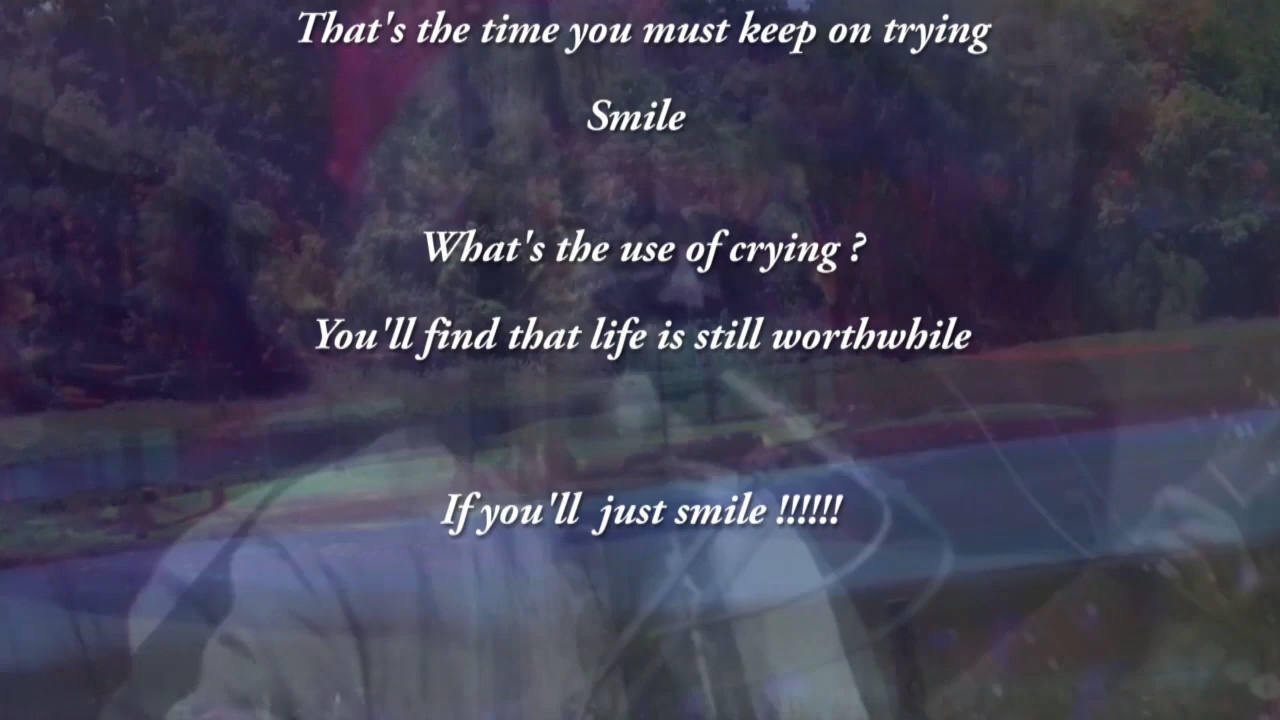 That's the time you must keep on trying
Smile
What's the use of crying ?
You'll find that life is still worthwhile
If you'll  just smile !!!!!!